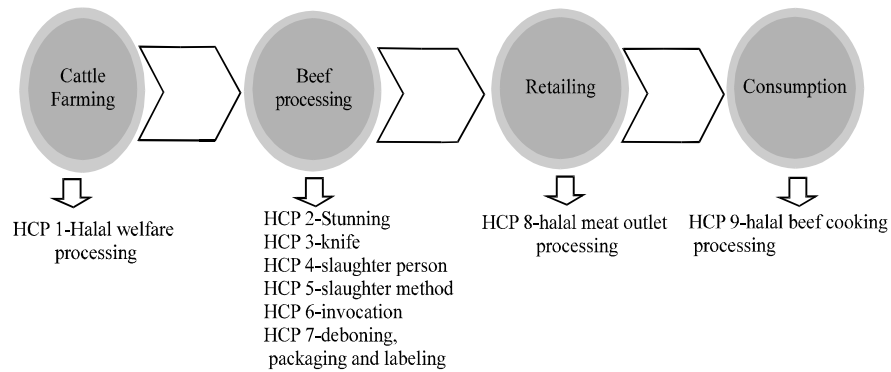 Cattle
Farming
Beef
processing
Retailing
Consumption
HCP 1-Halal welfare
processing
HCP 2-Stunning
HCP 3-knife
HCP 4-slaughter person
HCP 5-slaughter method
HCP 6-invocation
HCP 7-deboning,
packaging and labeling
HCP 8-halal meat outlet
processing
HCP 9-halal beef cooking
processing